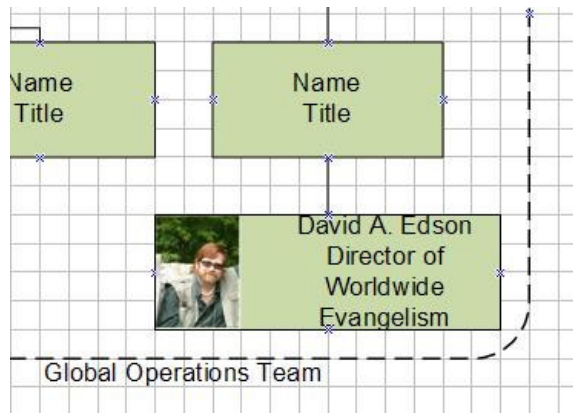 Name
Title
Name
Title
David A. Edson
Director of
Worldwide
Evangelism
Global Operations Team